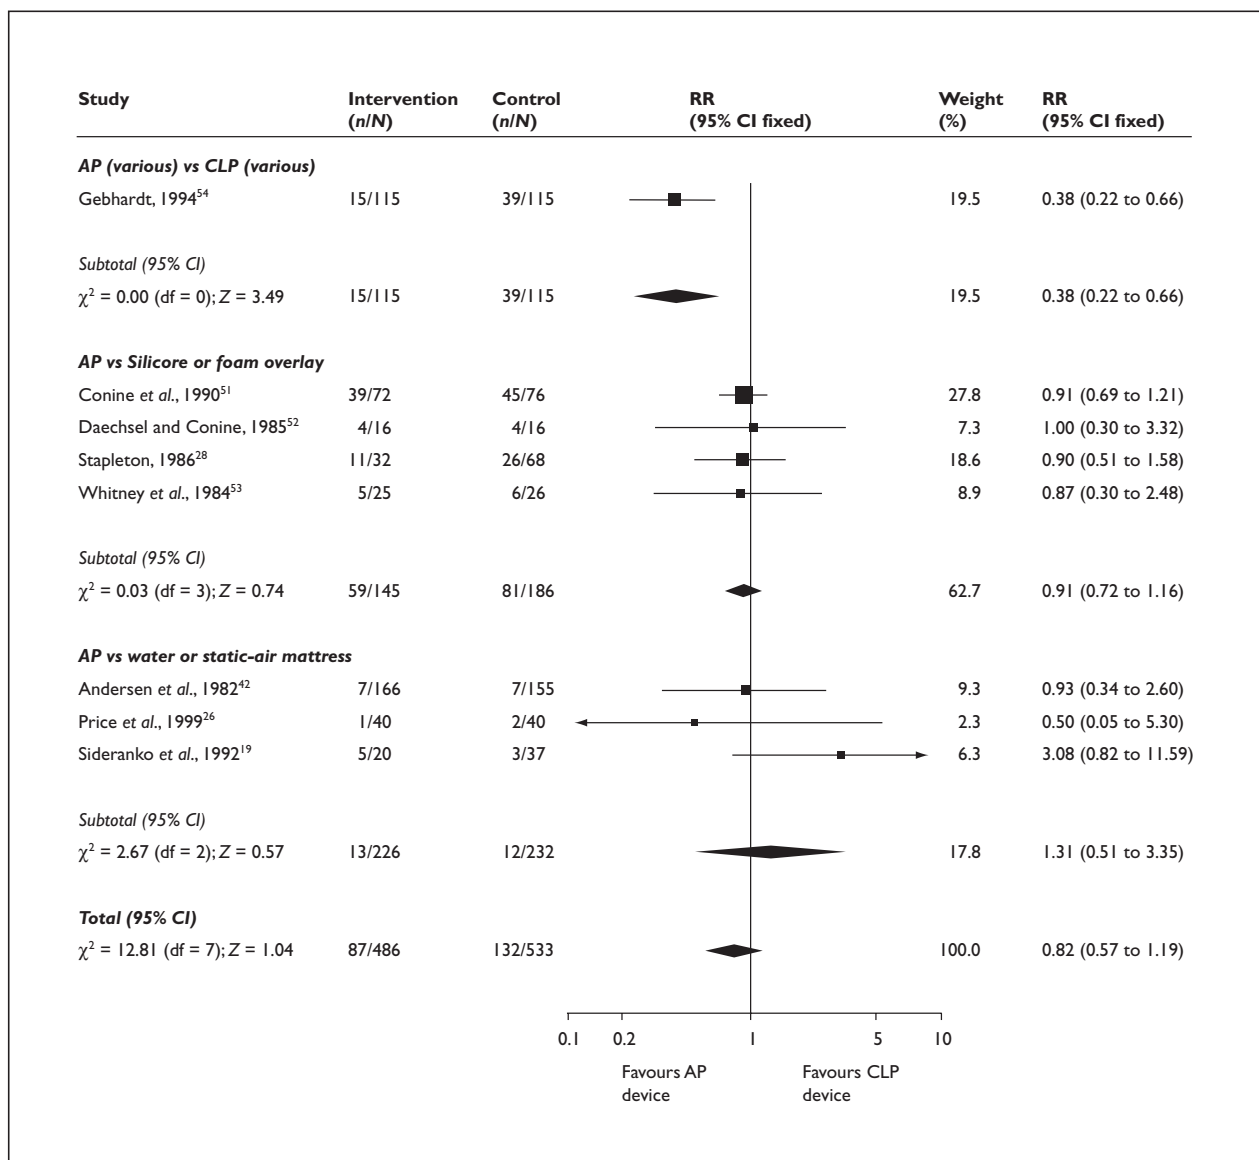 Study Intervention Control RR Weight RR
(n/N) (n/N) (95% CI fixed) (%) (95% CI fixed)
AP (various) vs CLP (various)
Gebhardt, 1994⁵⁴ 15/115 39/115 19.5 0.38 (0.22 to 0.66)
Subtotal (95% CI)
χ² = 0.00 (df = 0); Z = 3.49 15/115 39/115 19.5 0.38 (0.22 to 0.66)
AP vs Silicore or foam overlay
Conine et al., 1990⁵¹ 39/72 45/76 27.8 0.91 (0.69 to 1.21)
Daechsel and Conine, 1985⁵² 4/16 4/16 7.3 1.00 (0.30 to 3.32)
Stapleton, 1986²⁸ 11/32 26/68 18.6 0.90 (0.51 to 1.58)
Whitney et al., 1984⁵³ 5/25 6/26 8.9 0.87 (0.30 to 2.48)
Subtotal (95% CI)
χ² = 0.03 (df = 3); Z = 0.74 59/145 81/186 62.7 0.91 (0.72 to 1.16)
AP vs water or static-air mattress
Andersen et al., 1982⁴² 7/166 7/155 9.3 0.93 (0.34 to 2.60)
Price et al., 1999²⁶ 1/40 2/40 2.3 0.50 (0.05 to 5.30)
Sideranko et al., 1992¹⁹ 5/20 3/37 6.3 3.08 (0.82 to 11.59)
Subtotal (95% CI)
χ² = 2.67 (df = 2); Z = 0.57 13/226 12/232 17.8 1.31 (0.51 to 3.35)
Total (95% CI)
χ² = 12.81 (df = 7); Z = 1.04 87/486 132/533 100.0 0.82 (0.57 to 1.19)
0.1 0.2 1 5 10
Favours AP Favours CLP
device device